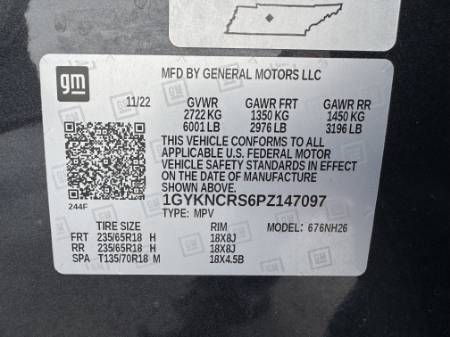 gm
MFD BY GENERAL MOTORS LLC
11/22 GVWR GAWR FRT GAWR RR
2722 KG 1350 KG 1450 KG
6001 LB 2976 LB 3196 LB
THIS VEHICLE CONFORMS TO ALL
APPLICABLE U.S. FEDERAL MOTOR
VEHICLE SAFETY STANDARDS IN EFFECT
ON THE DATE OF MANUFACTURE
SHOWN ABOVE.
244F 1GYKNCRS6PZ147097
TYPE: MPV
TIRE SIZE RIM MODEL: 676NH26
FRT 235/65R18 H 18X8J
RR 235/65R18 H 18X8J
SPA T135/70R18 M 18X4.5B